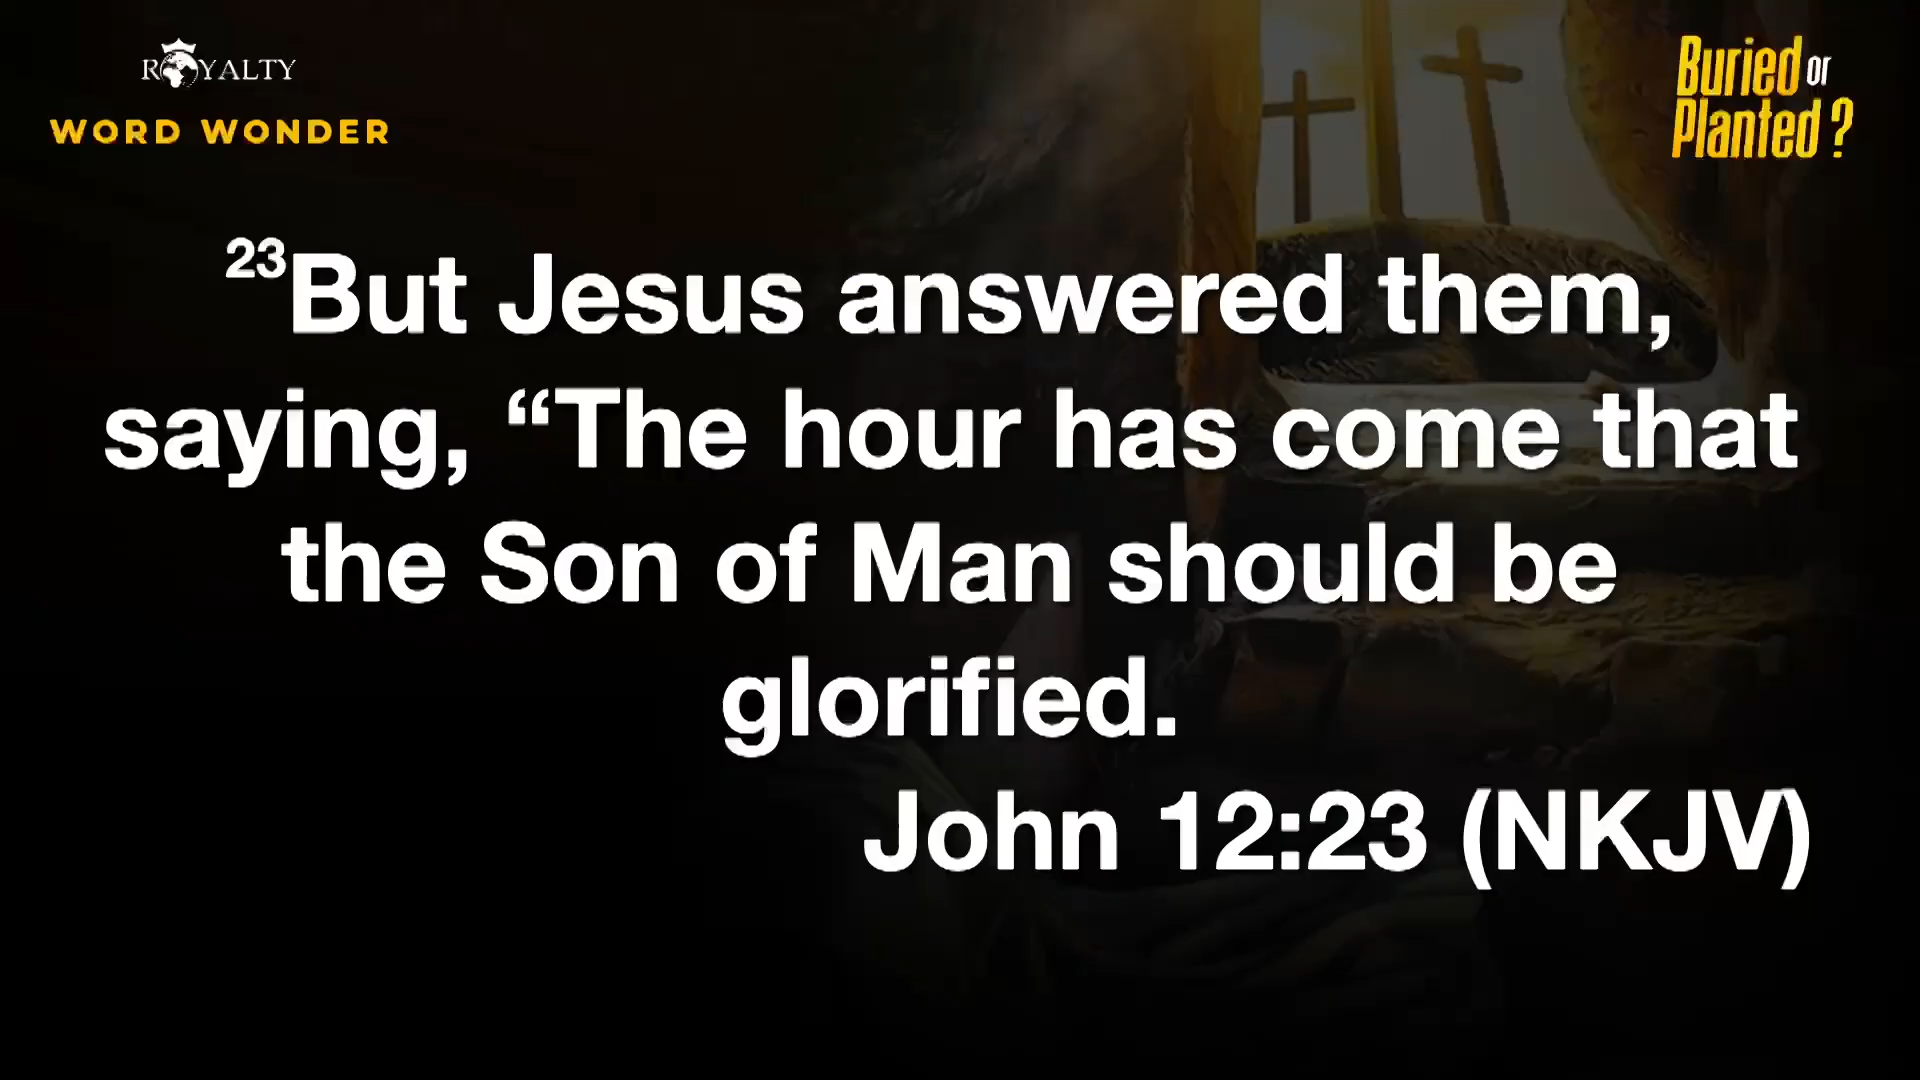 ROYALTY
WORD WONDER
Buried or
Planted?
23But Jesus answered them,
saying, “The hour has come that
the Son of Man should be
glorified.
John 12:23 (NKJV)